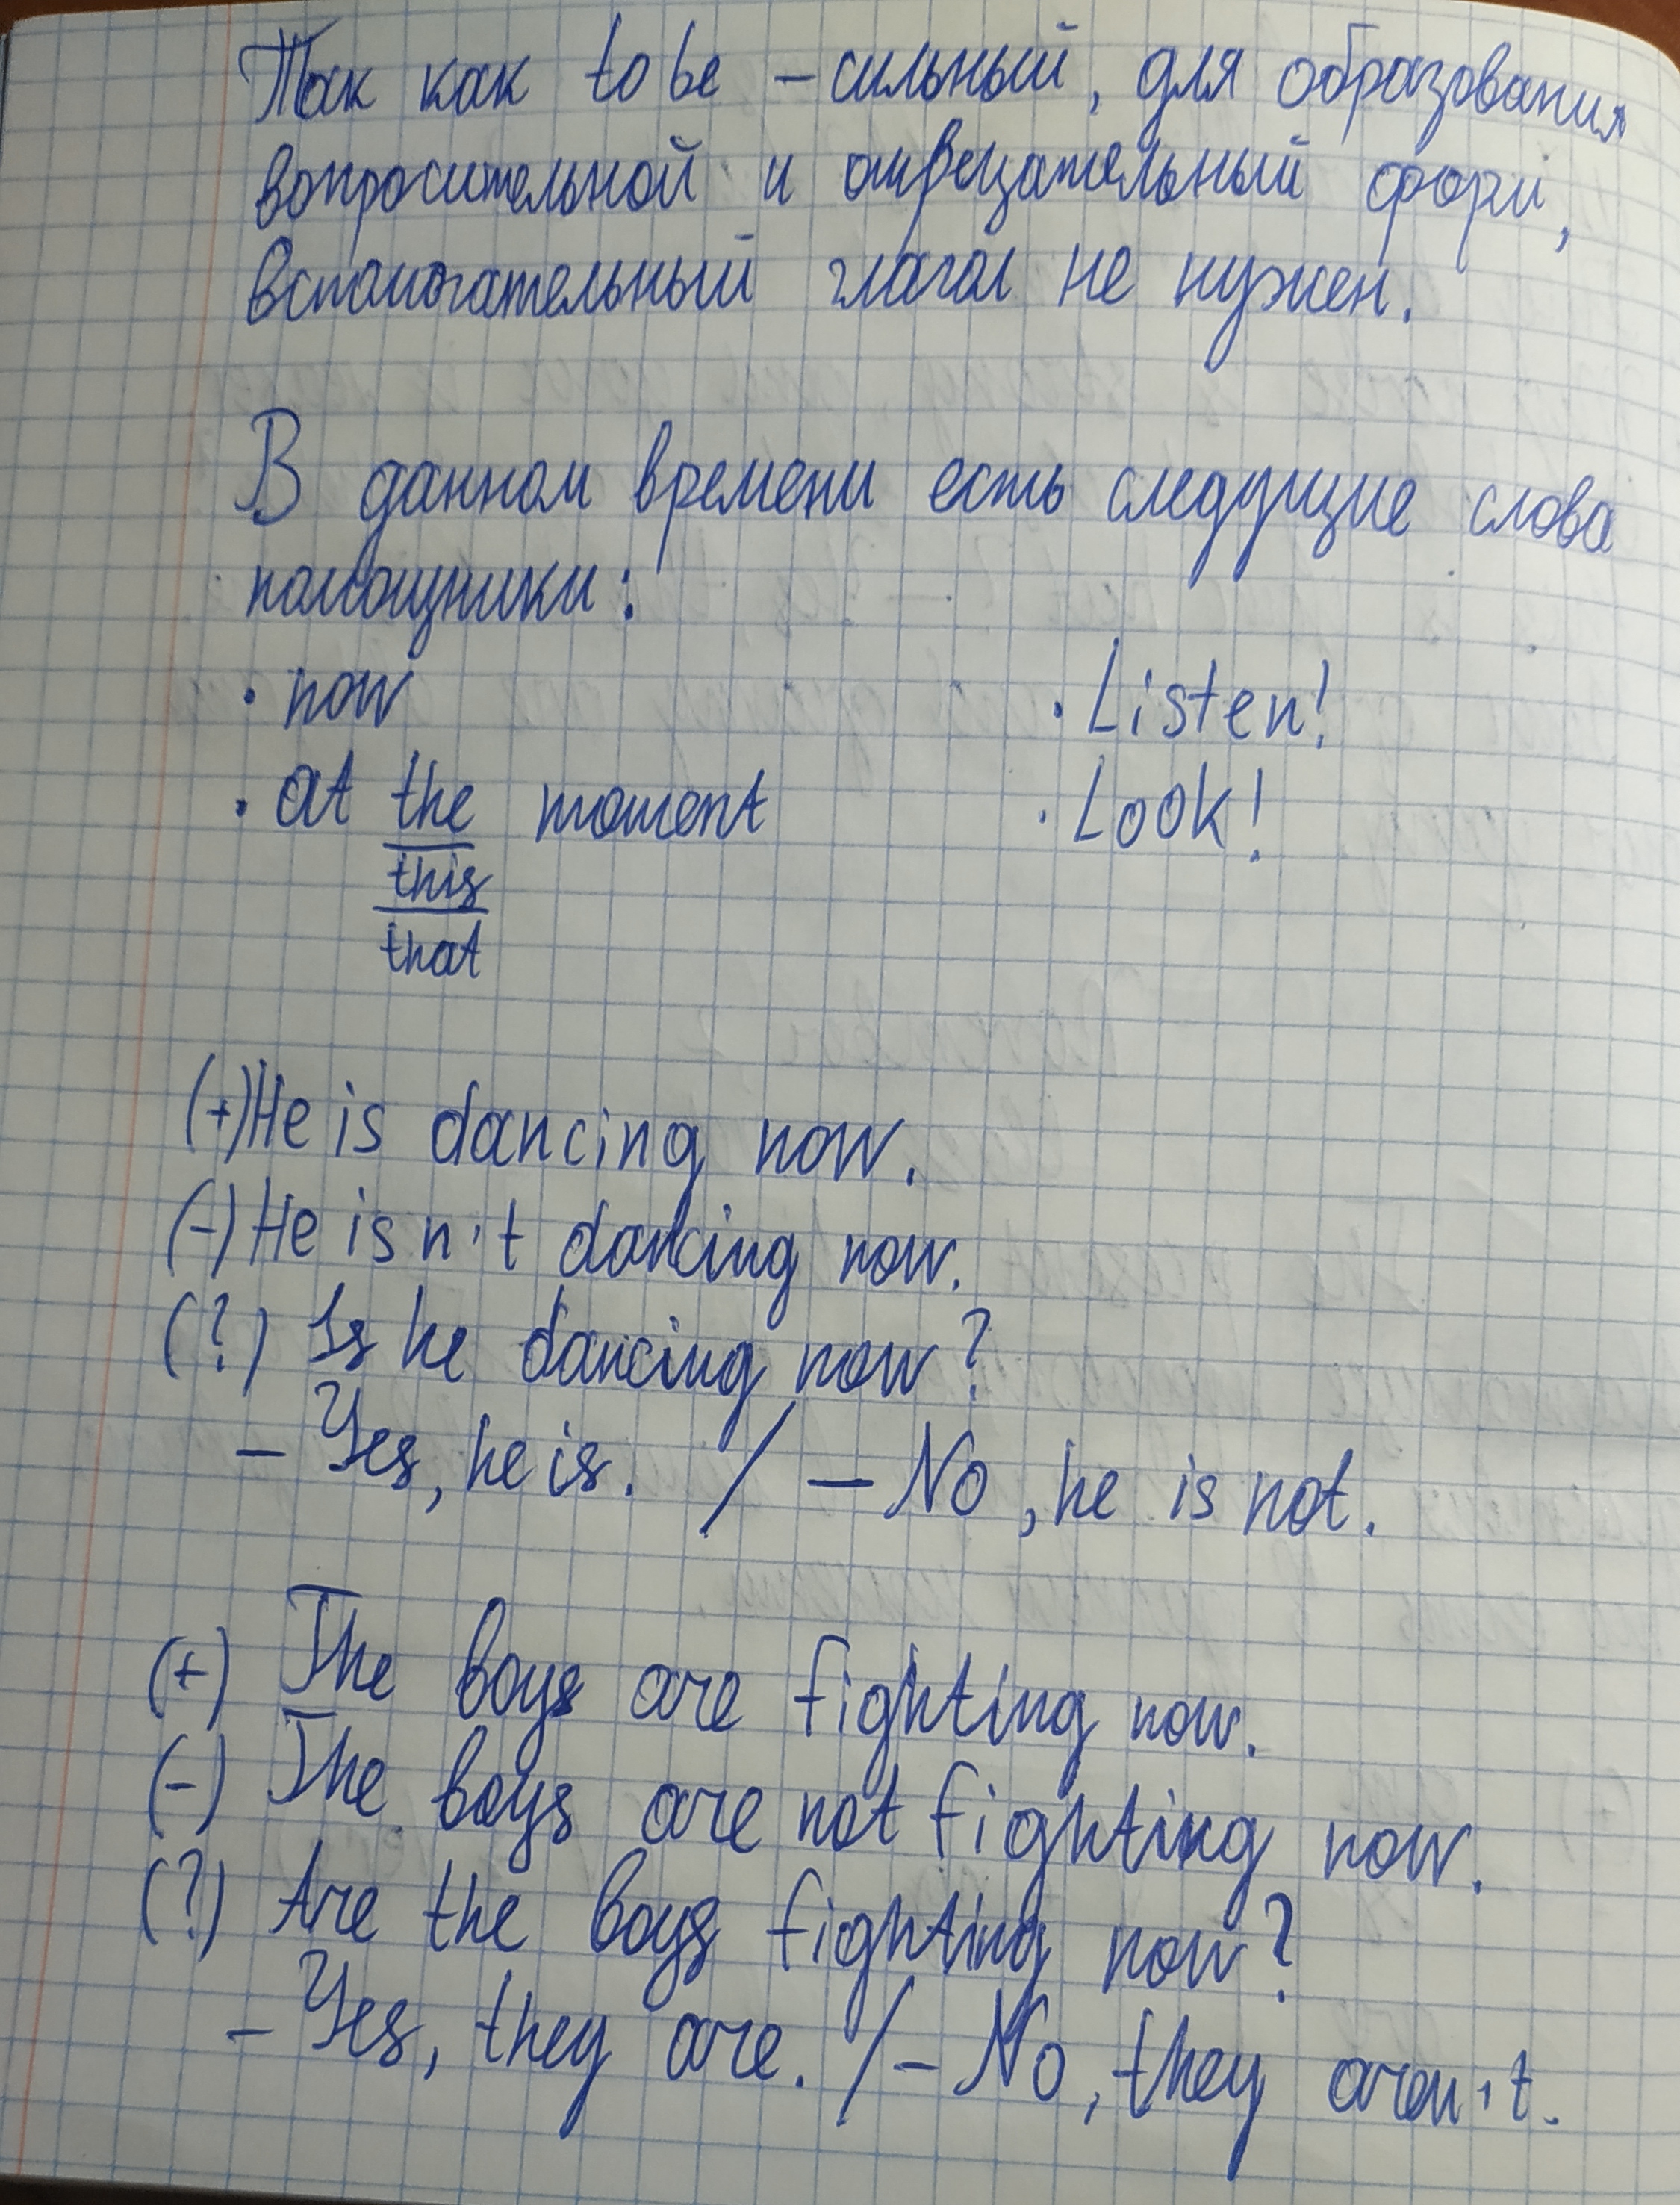 Так как to be – сильный, для образования
вопросительной и отрецательный форм,
вспомогательный глагол не нужен.
В данном времени есть следущие слова
помощники:
· now · Listen!
· at the moment · Look!
this
that
(+) He is dancing now.
(-) He isn't dancing now.
(?) Is he dancing now?
– Yes, he is. / – No, he is not.
(+) The boys are fighting now.
(-) The boys are not fighting now.
(?) Are the boys fighting now?
– Yes, they are. / – No, they aren't.